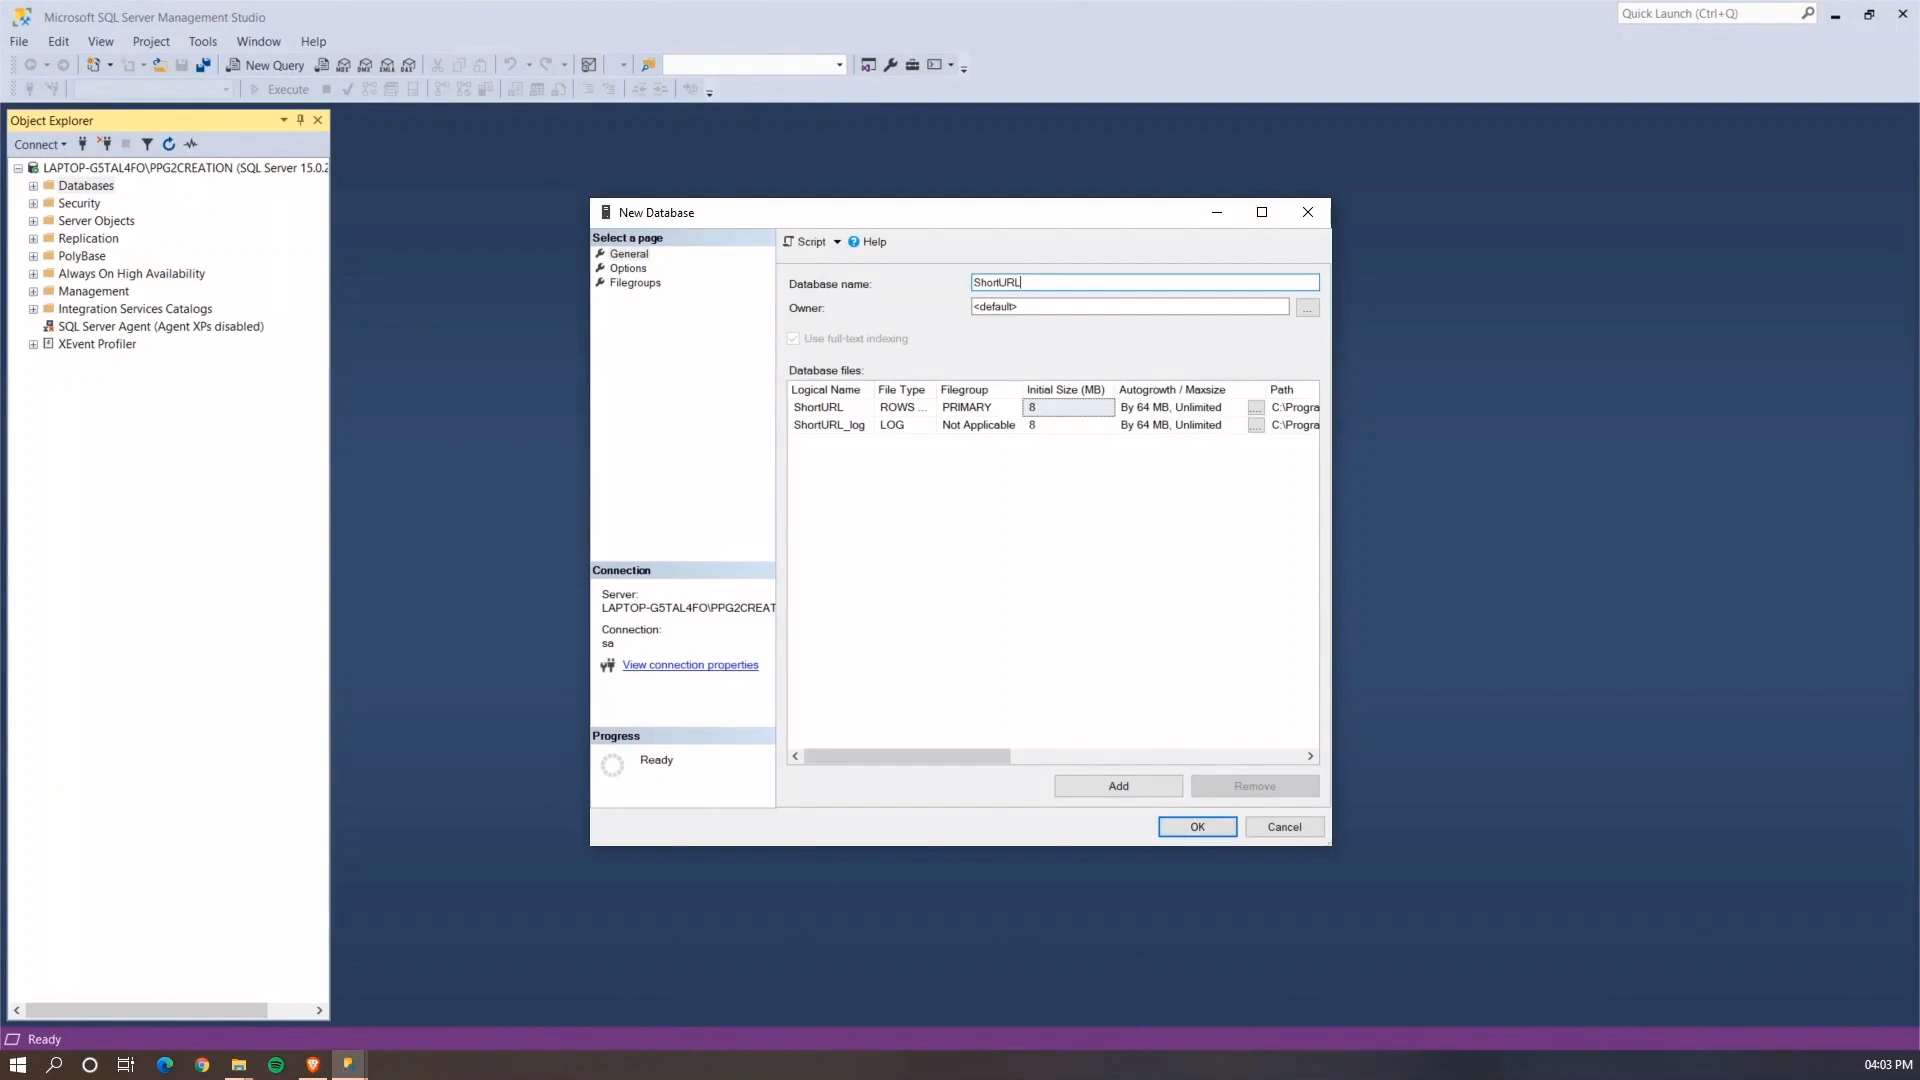 Microsoft SQL Server Management Studio
Quick Launch (Ctrl+Q)
File Edit View Project Tools Window Help
New Query
MDX DMX XMLA DAX
Execute
Object Explorer
Connect
LAPTOP-G5TAL4FO\PPG2CREATION (SQL Server 15.0.2
Databases
Security
Server Objects
Replication
PolyBase
Always On High Availability
Management
Integration Services Catalogs
SQL Server Agent (Agent XPs disabled)
XEvent Profiler
New Database
Select a page
General
Options
Filegroups
Connection
Server:
LAPTOP-G5TAL4FO\PPG2CREAT
Connection:
sa
View connection properties
Progress
Ready
Script Help
Database name: ShortURL
Owner: <default> ...
Use full-text indexing
Database files:
Logical Name File Type Filegroup Initial Size (MB) Autogrowth / Maxsize Path
ShortURL ROWS ... PRIMARY 8 By 64 MB, Unlimited ... C:\Progra
ShortURL_log LOG Not Applicable 8 By 64 MB, Unlimited ... C:\Progra
Add Remove
OK Cancel
Ready
04:03 PM